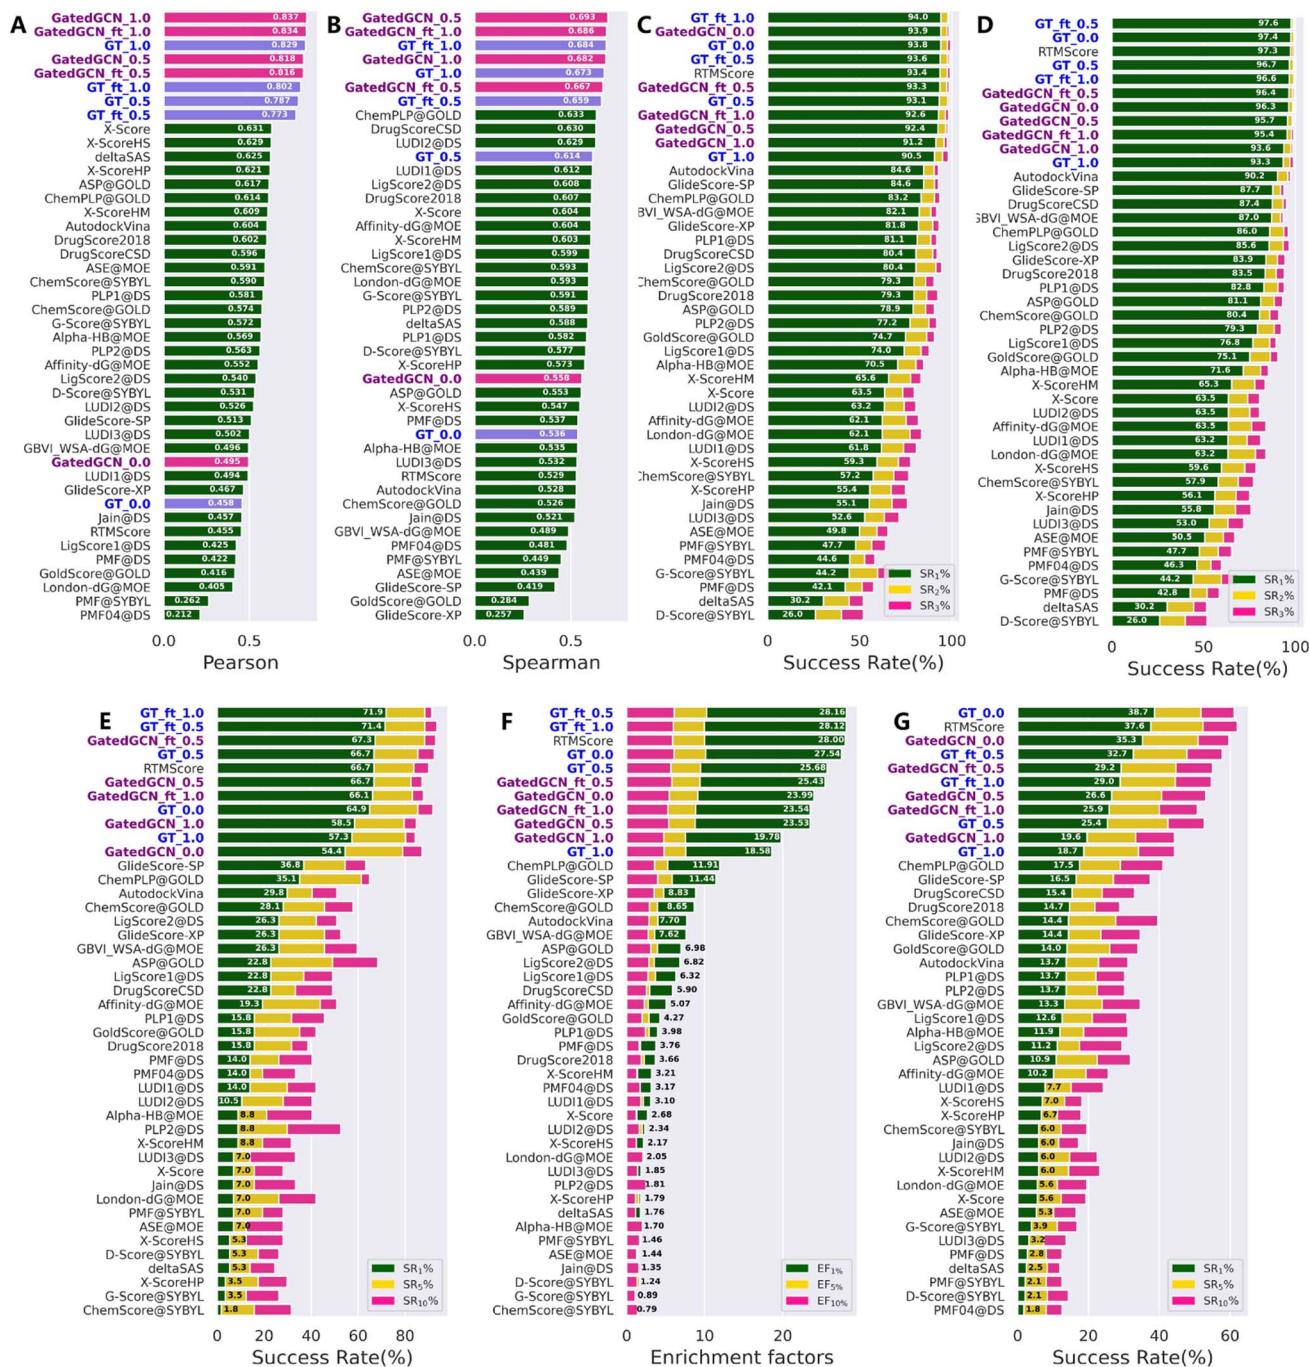 A
GatedGCN_1.0 0.837
GatedGCN_ft_1.0 0.834
GT_1.0 0.829
GatedGCN_0.5 0.818
GatedGCN_ft_0.5 0.816
GT_ft_1.0 0.802
GT_0.5 0.787
GT_ft_0.5 0.773
X-Score 0.631
X-ScoreHS 0.629
deltaSAS 0.625
X-ScoreHP 0.621
ASP@GOLD 0.617
ChemPLP@GOLD 0.614
X-ScoreHM 0.609
AutodockVina 0.604
DrugScore2018 0.602
DrugScoreCSD 0.596
ASE@MOE 0.591
ChemScore@SYBYL 0.590
PLP1@DS 0.581
ChemScore@GOLD 0.574
G-Score@SYBYL 0.572
Alpha-HB@MOE 0.569
PLP2@DS 0.563
Affinity-dG@MOE 0.552
LigScore2@DS 0.540
D-Score@SYBYL 0.531
LUDI2@DS 0.526
GlideScore-SP 0.513
LUDI3@DS 0.502
GBVI_WSA-dG@MOE 0.496
GatedGCN_0.0 0.495
LUDI1@DS 0.494
GlideScore-XP 0.467
GT_0.0 0.458
Jain@DS 0.457
RTMScore 0.455
LigScore1@DS 0.425
PMF@DS 0.422
GoldScore@GOLD 0.416
London-dG@MOE 0.405
PMF@SYBYL 0.262
PMF04@DS 0.212
0.0 0.5
Pearson
B
GatedGCN_0.5 0.693
GatedGCN_ft_1.0 0.686
GT_ft_1.0 0.684
GatedGCN_1.0 0.682
GT_1.0 0.673
GatedGCN_ft_0.5 0.667
GT_ft_0.5 0.659
ChemPLP@GOLD 0.633
DrugScoreCSD 0.630
LUDI2@DS 0.629
GT_0.5 0.614
LUDI1@DS 0.612
LigScore2@DS 0.608
DrugScore2018 0.607
X-Score 0.604
Affinity-dG@MOE 0.604
X-ScoreHM 0.603
LigScore1@DS 0.599
ChemScore@SYBYL 0.593
London-dG@MOE 0.593
G-Score@SYBYL 0.591
PLP2@DS 0.589
deltaSAS 0.588
PLP1@DS 0.582
D-Score@SYBYL 0.577
X-ScoreHP 0.573
GatedGCN_0.0 0.558
ASP@GOLD 0.553
X-ScoreHS 0.547
PMF@DS 0.537
GT_0.0 0.536
Alpha-HB@MOE 0.535
LUDI3@DS 0.532
RTMScore 0.529
AutodockVina 0.528
ChemScore@GOLD 0.526
Jain@DS 0.521
GBVI_WSA-dG@MOE 0.489
PMF04@DS 0.481
PMF@SYBYL 0.449
ASE@MOE 0.439
GlideScore-SP 0.419
GoldScore@GOLD 0.284
GlideScore-XP 0.257
0.0 0.5
Spearman
C
GT_ft_1.0 94.0
GatedGCN_0.0 93.9
GT_0.0 93.8
GT_ft_0.5 93.6
RTMScore 93.4
GatedGCN_ft_0.5 93.3
GT_0.5 93.1
GatedGCN_ft_1.0 92.6
GatedGCN_0.5 92.4
GatedGCN_1.0 91.2
GT_1.0 90.5
AutodockVina 84.6
GlideScore-SP 84.6
ChemPLP@GOLD 83.2
BVI_WSA-dG@MOE 82.1
GlideScore-XP 81.8
PLP1@DS 81.1
DrugScoreCSD 80.4
LigScore2@DS 80.4
ChemScore@GOLD 79.3
DrugScore2018 79.3
ASP@GOLD 78.9
PLP2@DS 77.2
GoldScore@GOLD 74.7
LigScore1@DS 74.0
Alpha-HB@MOE 70.5
X-ScoreHM 65.6
X-Score 63.5
LUDI2@DS 63.2
Affinity-dG@MOE 62.1
London-dG@MOE 62.1
LUDI1@DS 61.8
X-ScoreHS 59.3
ChemScore@SYBYL 57.2
X-ScoreHP 55.4
Jain@DS 55.1
LUDI3@DS 52.6
ASE@MOE 49.8
PMF@SYBYL 47.7
PMF04@DS 44.6
G-Score@SYBYL 44.2
PMF@DS 42.1
deltaSAS 30.2
D-Score@SYBYL 26.0
SR1%
SR2%
SR3%
0 50 100
Success Rate(%)
D
GT_ft_0.5 97.6
GT_0.0 97.4
RTMScore 97.3
GT_0.5 96.7
GT_ft_1.0 96.6
GatedGCN_ft_0.5 96.4
GatedGCN_0.0 96.3
GatedGCN_0.5 95.7
GatedGCN_ft_1.0 95.4
GatedGCN_1.0 93.6
GT_1.0 93.3
AutodockVina 90.2
GlideScore-SP 87.7
DrugScoreCSD 87.4
GBVI_WSA-dG@MOE 87.0
ChemPLP@GOLD 86.0
LigScore2@DS 85.6
GlideScore-XP 83.9
DrugScore2018 83.5
PLP1@DS 82.8
ASP@GOLD 81.1
ChemScore@GOLD 80.4
PLP2@DS 79.3
LigScore1@DS 76.8
GoldScore@GOLD 75.1
Alpha-HB@MOE 71.6
X-ScoreHM 65.3
X-Score 63.5
LUDI2@DS 63.5
Affinity-dG@MOE 63.5
LUDI1@DS 63.2
London-dG@MOE 63.2
X-ScoreHS 59.6
ChemScore@SYBYL 57.9
X-ScoreHP 56.1
Jain@DS 55.8
LUDI3@DS 53.0
ASE@MOE 50.5
PMF@SYBYL 47.7
PMF04@DS 46.3
G-Score@SYBYL 44.2
PMF@DS 42.8
deltaSAS 30.2
D-Score@SYBYL 26.0
SR1%
SR2%
SR3%
0 50 100
Success Rate(%)
E
GT_ft_1.0 71.9
GT_ft_0.5 71.4
GatedGCN_ft_0.5 67.3
GT_0.5 66.7
RTMScore 66.7
GatedGCN_0.5 66.7
GatedGCN_ft_1.0 66.1
GT_0.0 64.9
GatedGCN_1.0 58.5
GT_1.0 57.3
GatedGCN_0.0 54.4
GlideScore-SP 36.8
ChemPLP@GOLD 35.1
AutodockVina 29.8
ChemScore@GOLD 28.1
LigScore2@DS 26.3
GlideScore-XP 26.3
GBVI_WSA-dG@MOE 26.3
ASP@GOLD 22.8
LigScore1@DS 22.8
DrugScoreCSD 22.8
Affinity-dG@MOE 19.3
PLP1@DS 15.8
GoldScore@GOLD 15.8
DrugScore2018 15.8
PMF@DS 14.0
PMF04@DS 14.0
LUDI1@DS 14.0
LUDI2@DS 10.5
Alpha-HB@MOE 8.8
PLP2@DS 8.8
X-ScoreHM 8.8
LUDI3@DS 7.0
X-Score 7.0
Jain@DS 7.0
London-dG@MOE 7.0
PMF@SYBYL 7.0
ASE@MOE 7.0
X-ScoreHS 5.3
D-Score@SYBYL 5.3
deltaSAS 5.3
X-ScoreHP 3.5
G-Score@SYBYL 3.5
ChemScore@SYBYL 1.8
SR1%
SR5%
SR10%
0 20 40 60 80
Success Rate(%)
F
GT_ft_0.5 28.16
GT_ft_1.0 28.12
RTMScore 28.00
GT_0.0 27.54
GT_0.5 25.68
GatedGCN_ft_0.5 25.43
GatedGCN_0.0 23.99
GatedGCN_ft_1.0 23.54
GatedGCN_0.5 23.53
GatedGCN_1.0 19.78
GT_1.0 18.58
ChemPLP@GOLD 11.91
GlideScore-SP 11.44
GlideScore-XP 8.83
ChemScore@GOLD 8.65
AutodockVina 7.70
GBVI_WSA-dG@MOE 7.62
ASP@GOLD 6.98
LigScore2@DS 6.82
LigScore1@DS 6.32
DrugScoreCSD 5.90
Affinity-dG@MOE 5.07
GoldScore@GOLD 4.27
PLP1@DS 3.98
PMF@DS 3.76
DrugScore2018 3.66
X-ScoreHM 3.21
PMF04@DS 3.17
LUDI1@DS 3.10
X-Score 2.68
LUDI2@DS 2.34
X-ScoreHS 2.17
London-dG@MOE 2.05
LUDI3@DS 1.85
PLP2@DS 1.81
X-ScoreHP 1.79
deltaSAS 1.76
Alpha-HB@MOE 1.70
PMF@SYBYL 1.46
ASE@MOE 1.44
Jain@DS 1.35
D-Score@SYBYL 1.24
G-Score@SYBYL 0.89
ChemScore@SYBYL 0.79
EF1%
EF5%
EF10%
0 10 20
Enrichment factors
G
GT_0.0 38.7
RTMScore 37.6
GatedGCN_0.0 35.3
GT_ft_0.5 32.7
GatedGCN_ft_0.5 29.2
GT_ft_1.0 29.0
GatedGCN_0.5 26.6
GatedGCN_ft_1.0 25.9
GT_0.5 25.4
GatedGCN_1.0 19.6
GT_1.0 18.7
ChemPLP@GOLD 17.5
GlideScore-SP 16.5
DrugScoreCSD 15.4
DrugScore2018 14.7
ChemScore@GOLD 14.4
GlideScore-XP 14.4
GoldScore@GOLD 14.0
AutodockVina 13.7
PLP1@DS 13.7
PLP2@DS 13.7
GBVI_WSA-dG@MOE 13.3
LigScore1@DS 12.6
Alpha-HB@MOE 11.9
LigScore2@DS 11.2
ASP@GOLD 10.9
Affinity-dG@MOE 10.2
LUDI1@DS 7.7
X-ScoreHS 7.0
X-ScoreHP 6.7
ChemScore@SYBYL 6.0
Jain@DS 6.0
LUDI2@DS 6.0
X-ScoreHM 6.0
London-dG@MOE 5.6
X-Score 5.6
ASE@MOE 5.3
G-Score@SYBYL 3.9
LUDI3@DS 3.2
PMF@DS 2.8
deltaSAS 2.5
PMF@SYBYL 2.1
D-Score@SYBYL 2.1
PMF04@DS 1.8
SR1%
SR5%
SR10%
0 20 40 60
Success Rate(%)